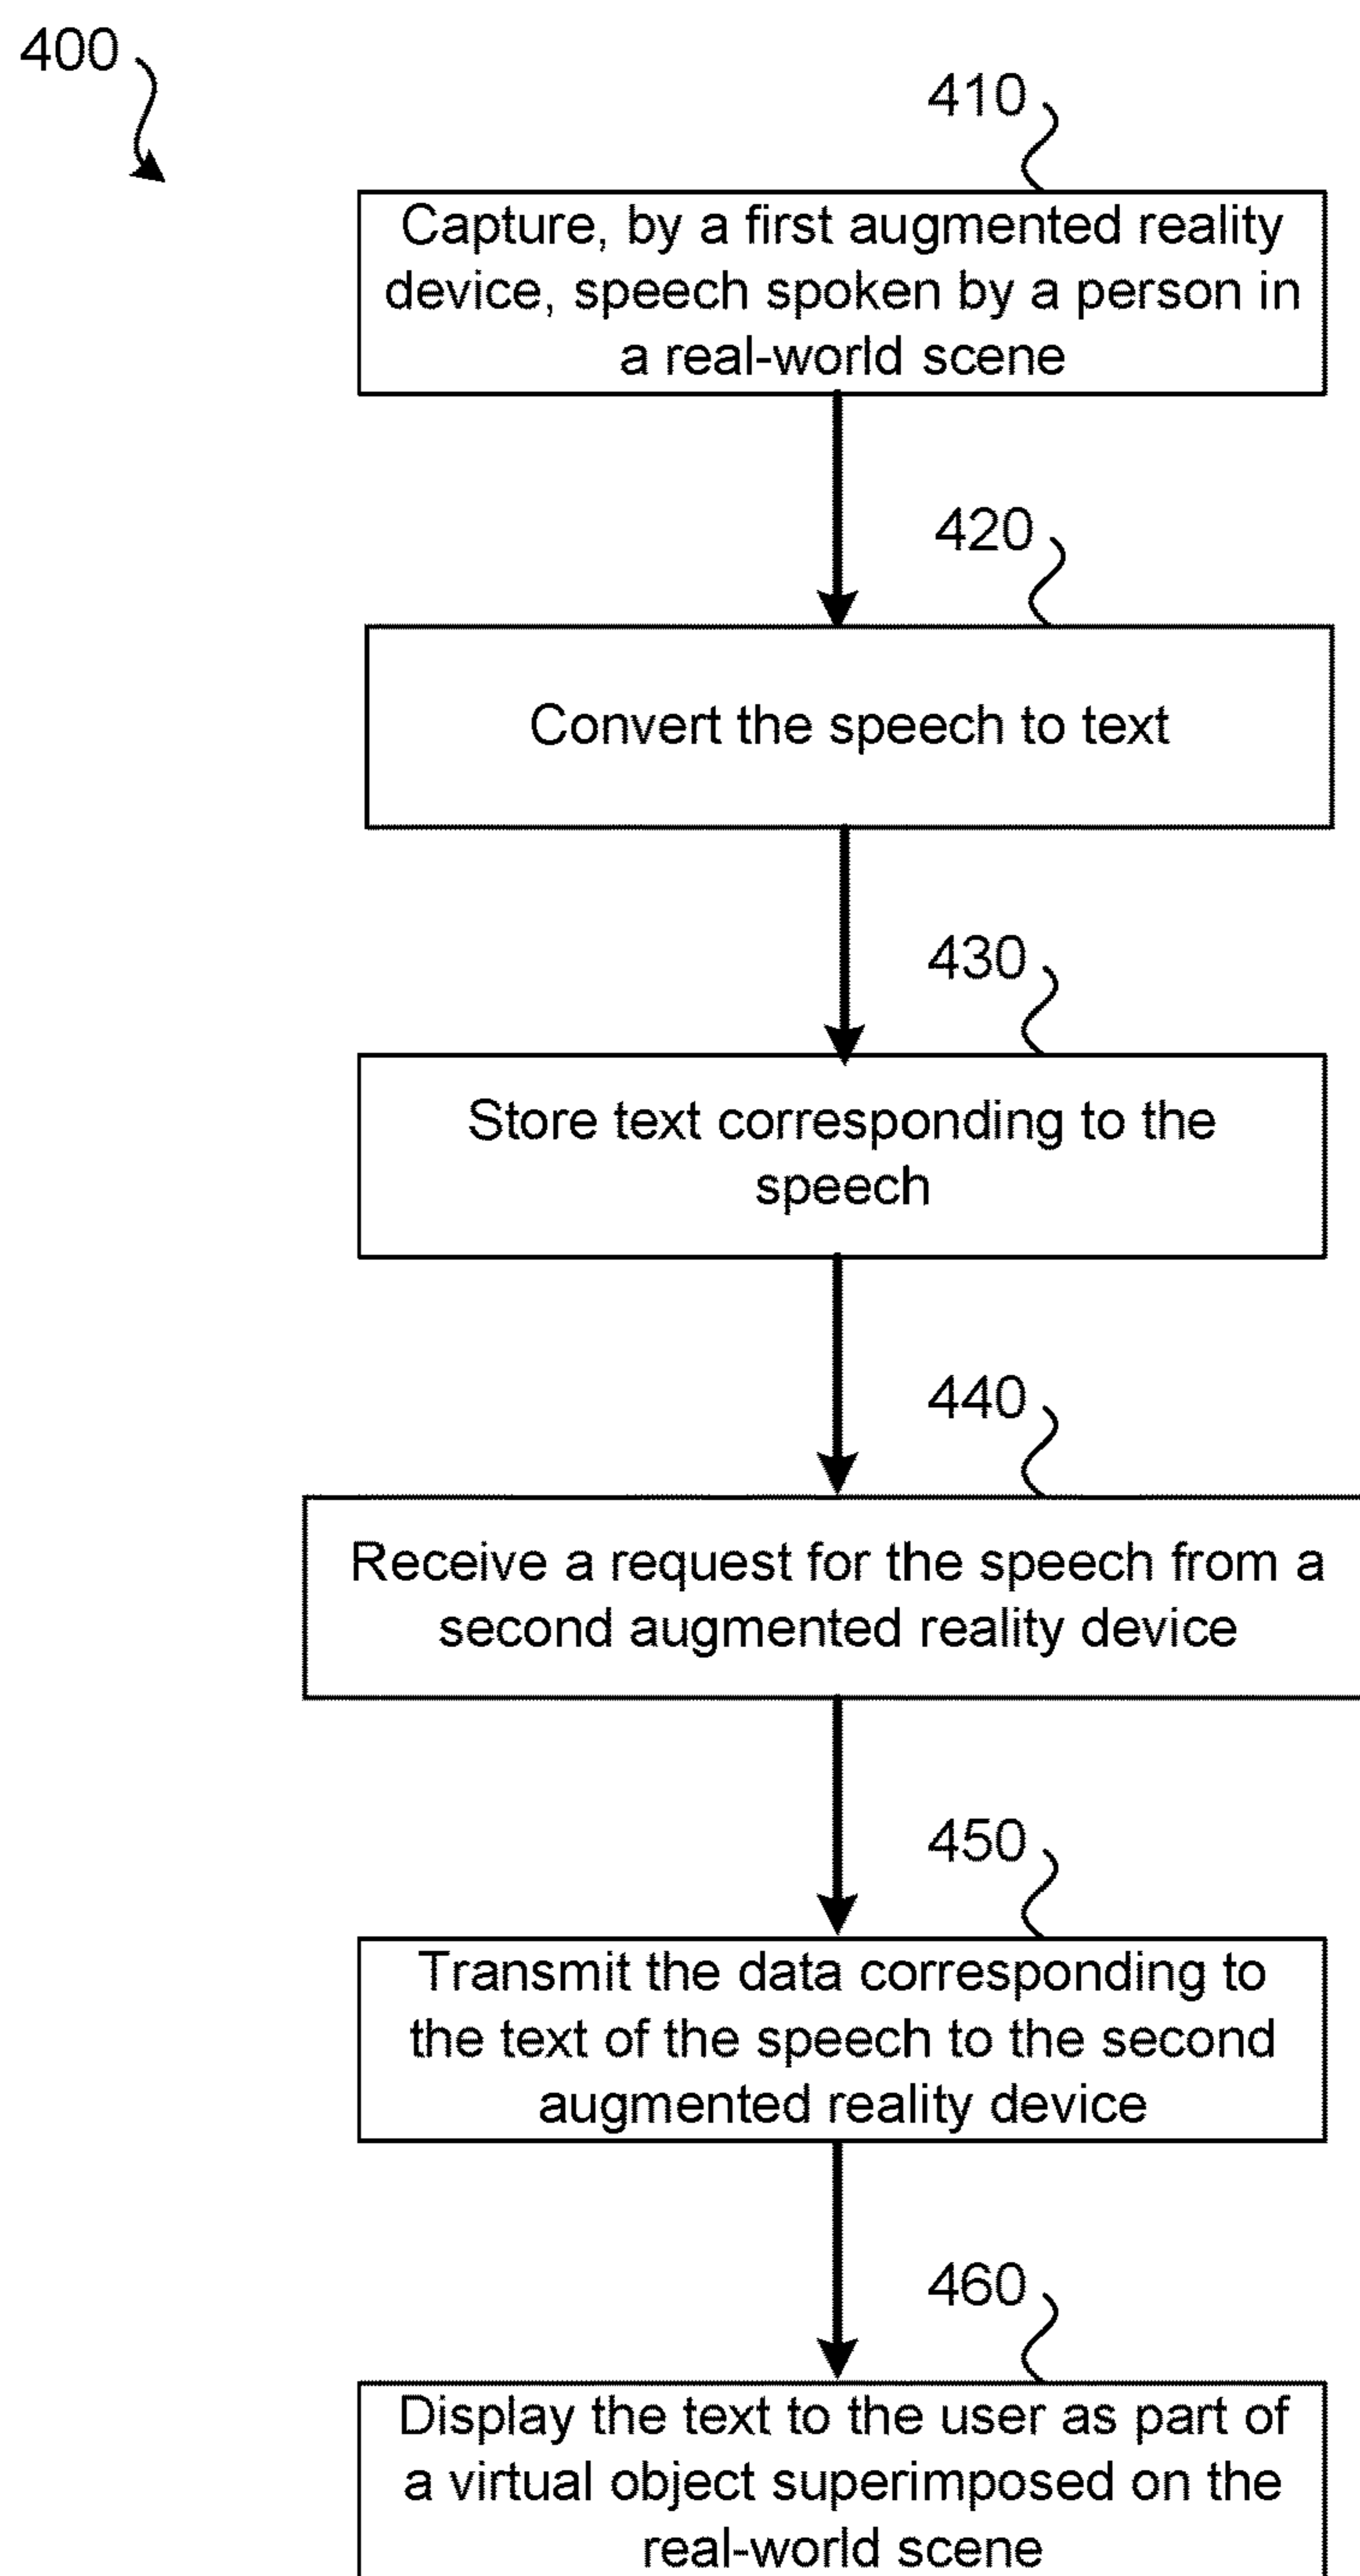 400
410
Capture, by a first augmented reality
device, speech spoken by a person in
a real-world scene
420
Convert the speech to text
430
Store text corresponding to the
speech
440
Receive a request for the speech from a
second augmented reality device
450
Transmit the data corresponding to
the text of the speech to the second
augmented reality device
460
Display the text to the user as part of
a virtual object superimposed on the
real-world scene